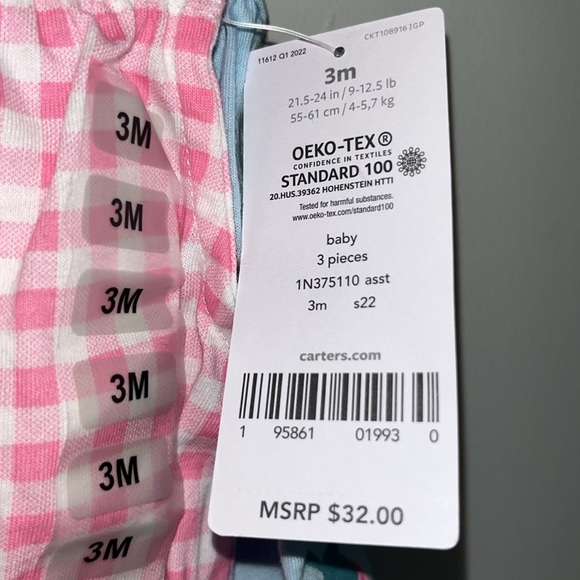 3M
3M
3M
3M
3M
3M
11612 Q1 2022
CKT108916 IGP
3m
21.5-24 in / 9-12.5 lb
55-61 cm / 4-5,7 kg
OEKO-TEX®
CONFIDENCE IN TEXTILES
STANDARD 100
20.HUS.39362 HOHENSTEIN HTTI
Tested for harmful substances.
www.oeko-tex.com/standard100
baby
3 pieces
1N375110 asst
3m s22
carters.com
1 95861 01993 0
MSRP $32.00